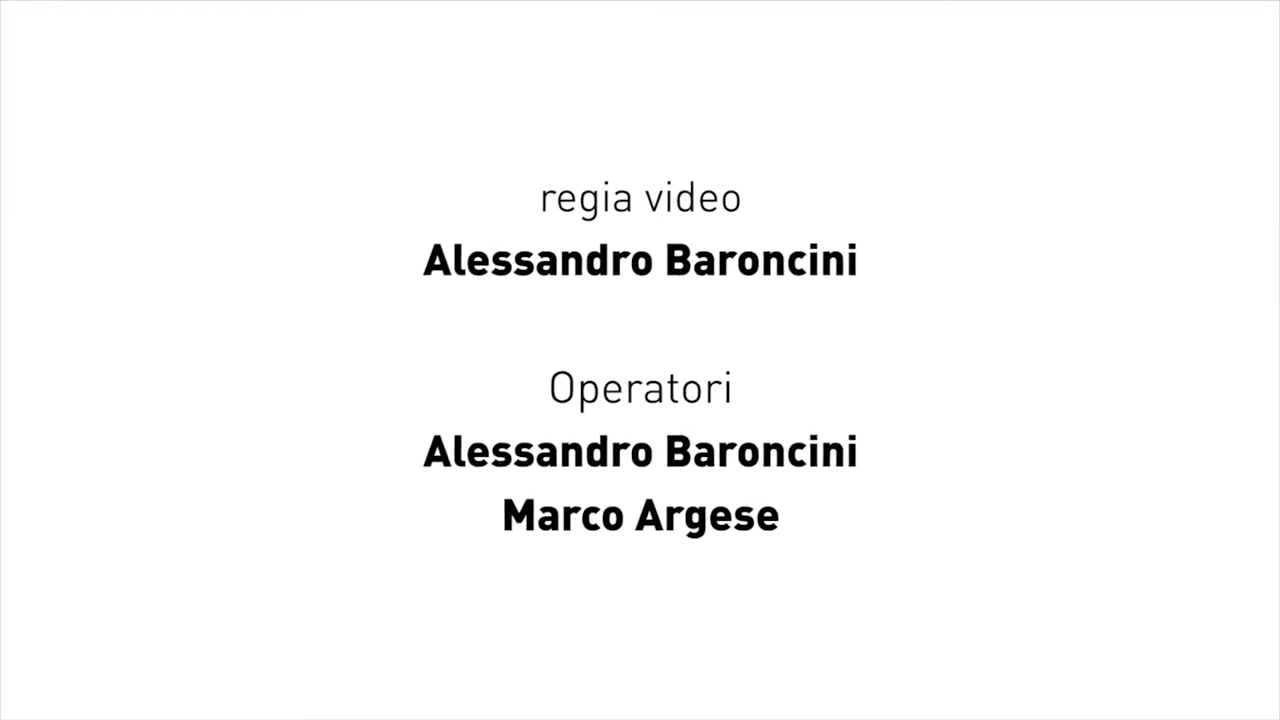 regia video
Alessandro Baroncini
Operatori
Alessandro Baroncini
Marco Argese